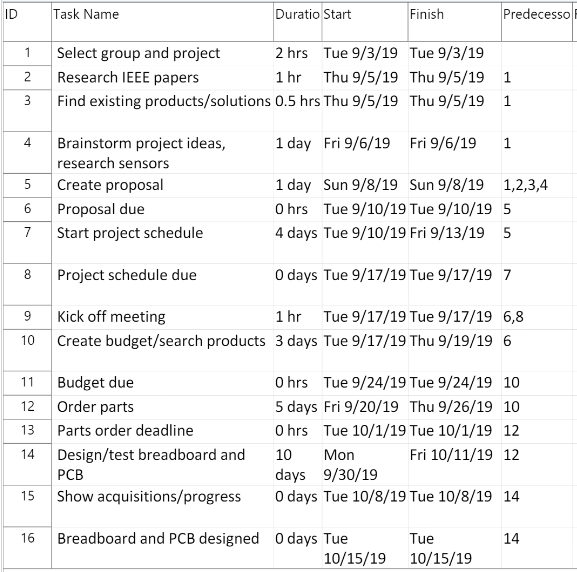 ID Task Name Duratio Start Finish Predecesso F
1 Select group and project 2 hrs Tue 9/3/19 Tue 9/3/19
2 Research IEEE papers 1 hr Thu 9/5/19 Thu 9/5/19 1
3 Find existing products/solutions 0.5 hrs Thu 9/5/19 Thu 9/5/19 1
4 Brainstorm project ideas, 1 day Fri 9/6/19 Fri 9/6/19 1
research sensors
5 Create proposal 1 day Sun 9/8/19 Sun 9/8/19 1,2,3,4
6 Proposal due 0 hrs Tue 9/10/19 Tue 9/10/19 5
7 Start project schedule 4 days Tue 9/10/19 Fri 9/13/19 5
8 Project schedule due 0 days Tue 9/17/19 Tue 9/17/19 7
9 Kick off meeting 1 hr Tue 9/17/19 Tue 9/17/19 6,8
10 Create budget/search products 3 days Tue 9/17/19 Thu 9/19/19 6
11 Budget due 0 hrs Tue 9/24/19 Tue 9/24/19 10
12 Order parts 5 days Fri 9/20/19 Thu 9/26/19 10
13 Parts order deadline 0 hrs Tue 10/1/19 Tue 10/1/19 12
14 Design/test breadboard and 10 Mon Fri 10/11/19 12
PCB days 9/30/19
15 Show acquisitions/progress 0 days Tue 10/8/19 Tue 10/8/19 14
16 Breadboard and PCB designed 0 days Tue Tue 14
10/15/19 10/15/19